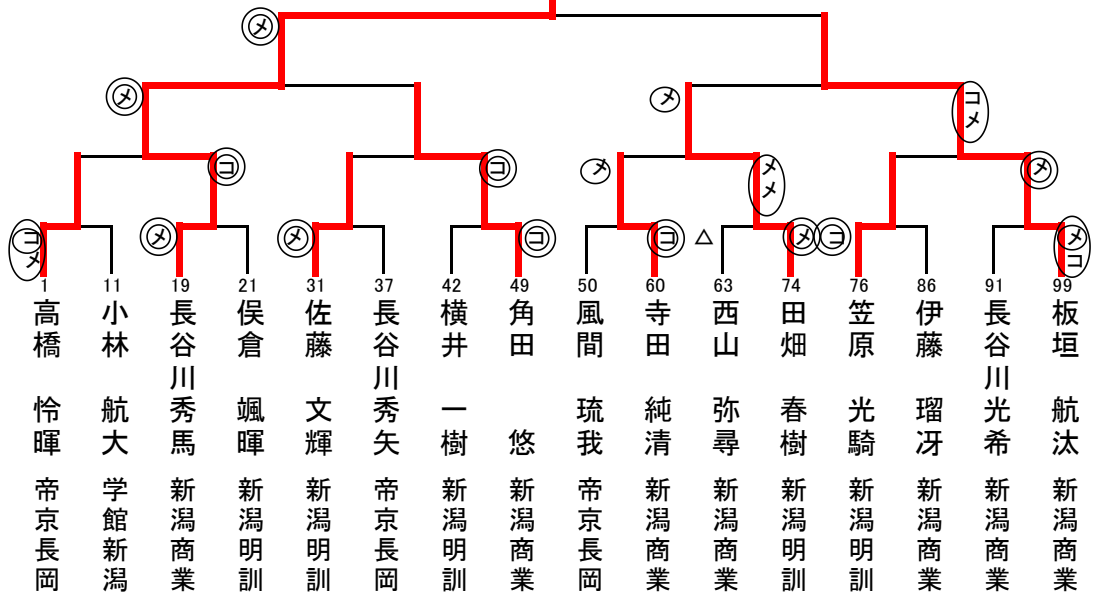 メ
メ
メ
コメ
コ
コ
メ
メメ
メ
コメ
メ
メ
コ
コ
△
メ
コ
メコ
1
11
19
21
31
37
42
49
50
60
63
74
76
86
91
99
高橋 怜暉
小林 航大
長谷川秀馬
俣倉 颯暉
佐藤 文輝
長谷川秀矢
横井 一樹
角田 悠
風間 琉我
寺田 純清
西山 弥尋
田畑 春樹
笠原 光騎
伊藤 瑠冴
長谷川光希
板垣 航汰
帝京長岡
学館新潟
新潟商業
新潟明訓
新潟明訓
帝京長岡
新潟明訓
新潟商業
帝京長岡
新潟商業
新潟商業
新潟明訓
新潟明訓
新潟商業
新潟商業
新潟商業